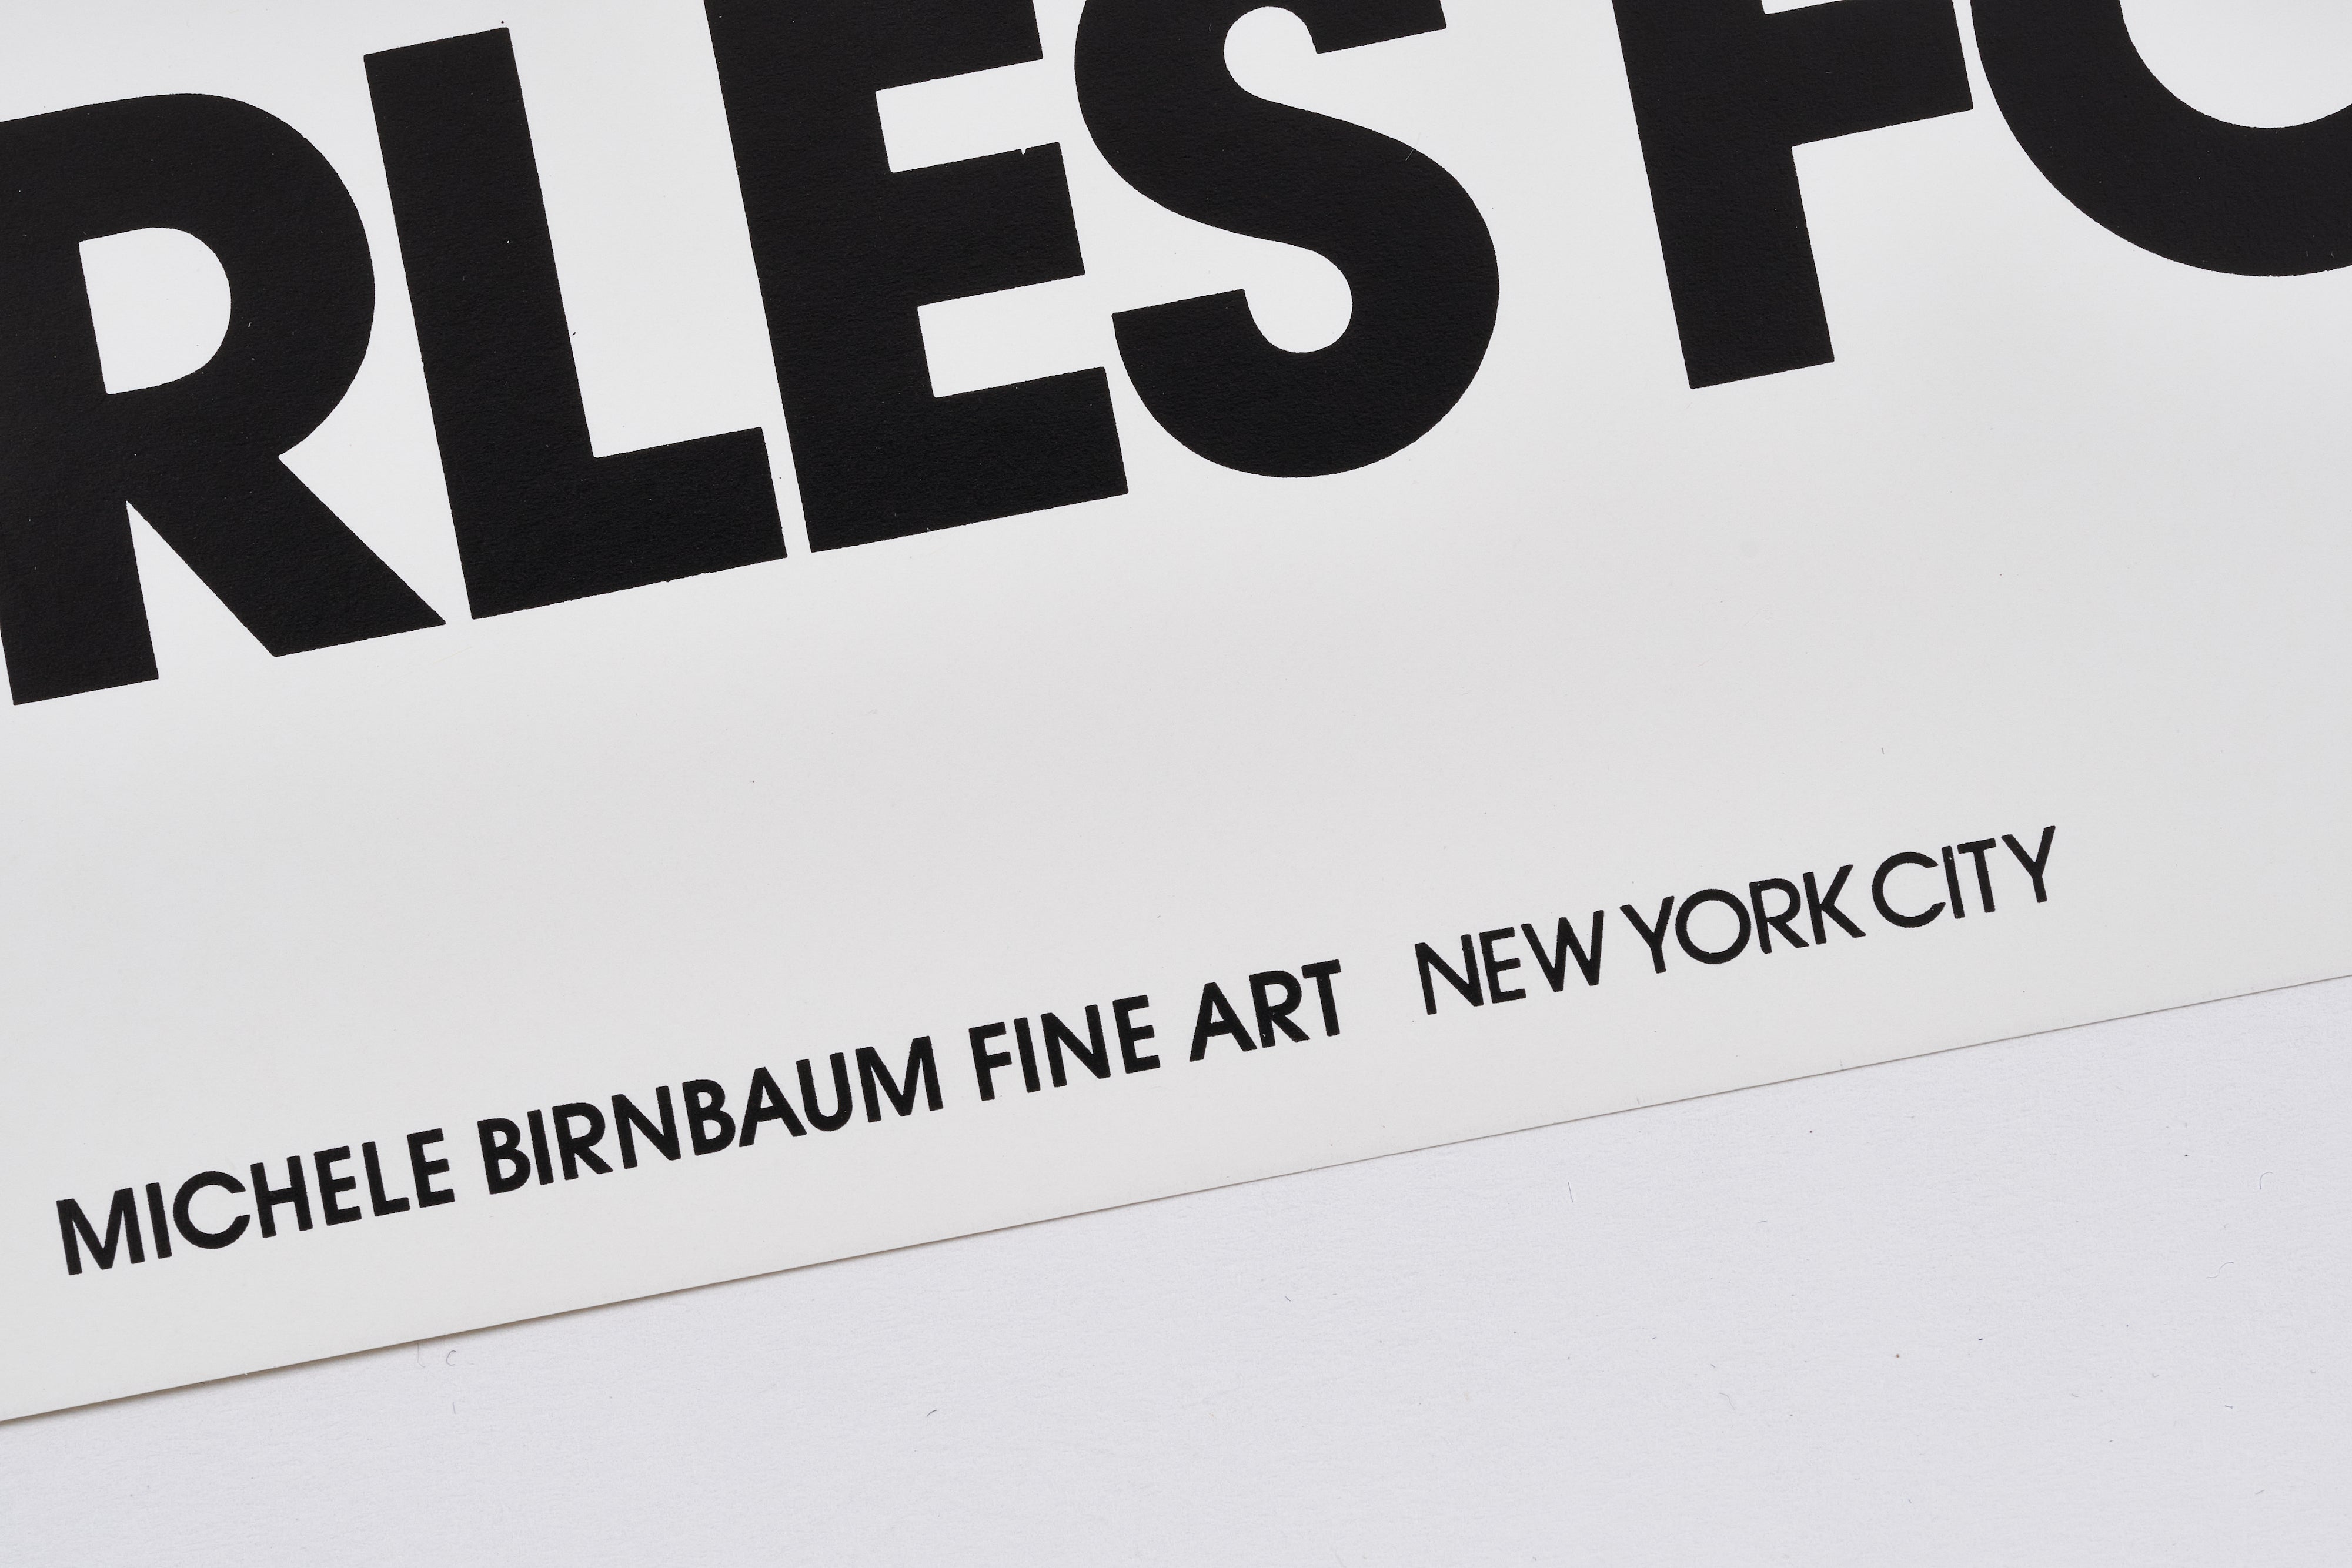 RLES FO
MICHELE BIRNBAUM FINE ART NEW YORK CITY